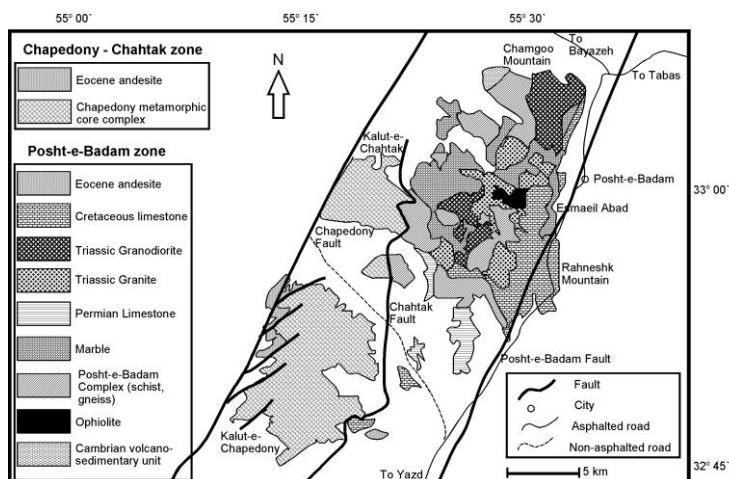 55° 00'
55° 15'
55° 30'
Chapedony - Chahtak zone
Eocene andesite
Chapedony metamorphic
core complex
Posht-e-Badam zone
Eocene andesite
Cretaceous limestone
Triassic Granodiorite
Triassic Granite
Permian Limestone
Marble
Posht-e-Badam
Complex (schist,
gneiss)
Ophiolite
Cambrian volcano-
sedimentary unit
N
Chamgoo
Mountain
To
Bayazeh
To Tabas
Kalut-e-
Chahtak
Posht-e-Badam
33° 00'
Esmaeil Abad
Chapedony
Fault
Rahneshk
Mountain
Chahtak
Fault
Posht-e-Badam Fault
Kalut-e-
Chapedony
To Yazd
Fault
City
Asphalted road
Non-asphalted road
5 km
32° 45'